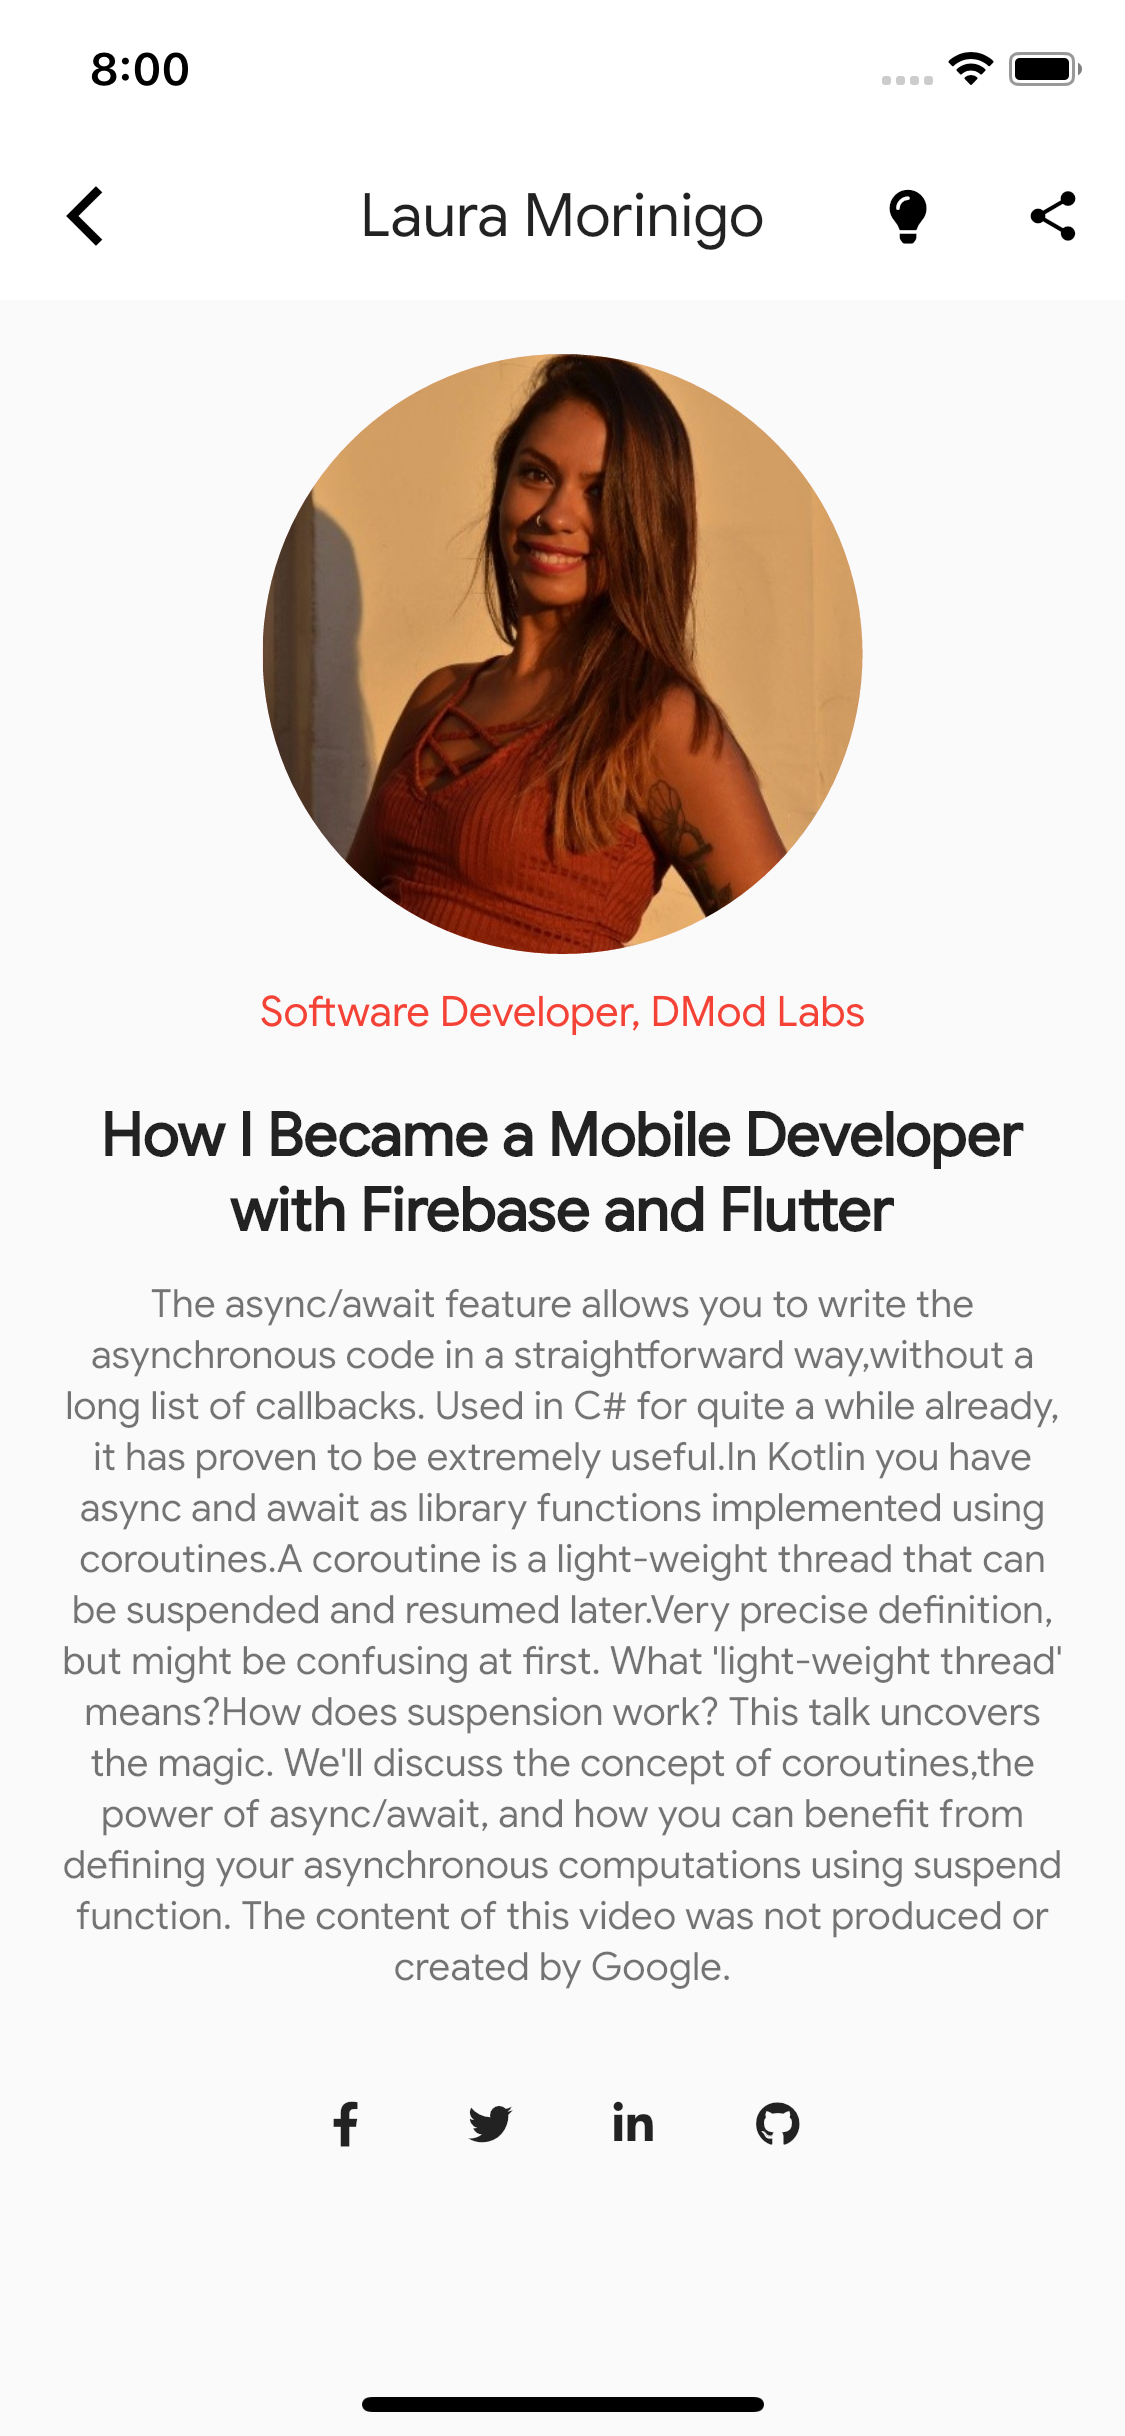 8:00
Laura Morinigo
Software Developer, DMod Labs
How I Became a Mobile Developer
with Firebase and Flutter
The async/await feature allows you to write the
asynchronous code in a straightforward way,without a
long list of callbacks. Used in C# for quite a while already,
it has proven to be extremely useful.In Kotlin you have
async and await as library functions implemented using
coroutines.A coroutine is a light-weight thread that can
be suspended and resumed later.Very precise definition,
but might be confusing at first. What 'light-weight thread'
means?How does suspension work? This talk uncovers
the magic. We'll discuss the concept of coroutines,the
power of async/await, and how you can benefit from
defining your asynchronous computations using suspend
function. The content of this video was not produced or
created by Google.